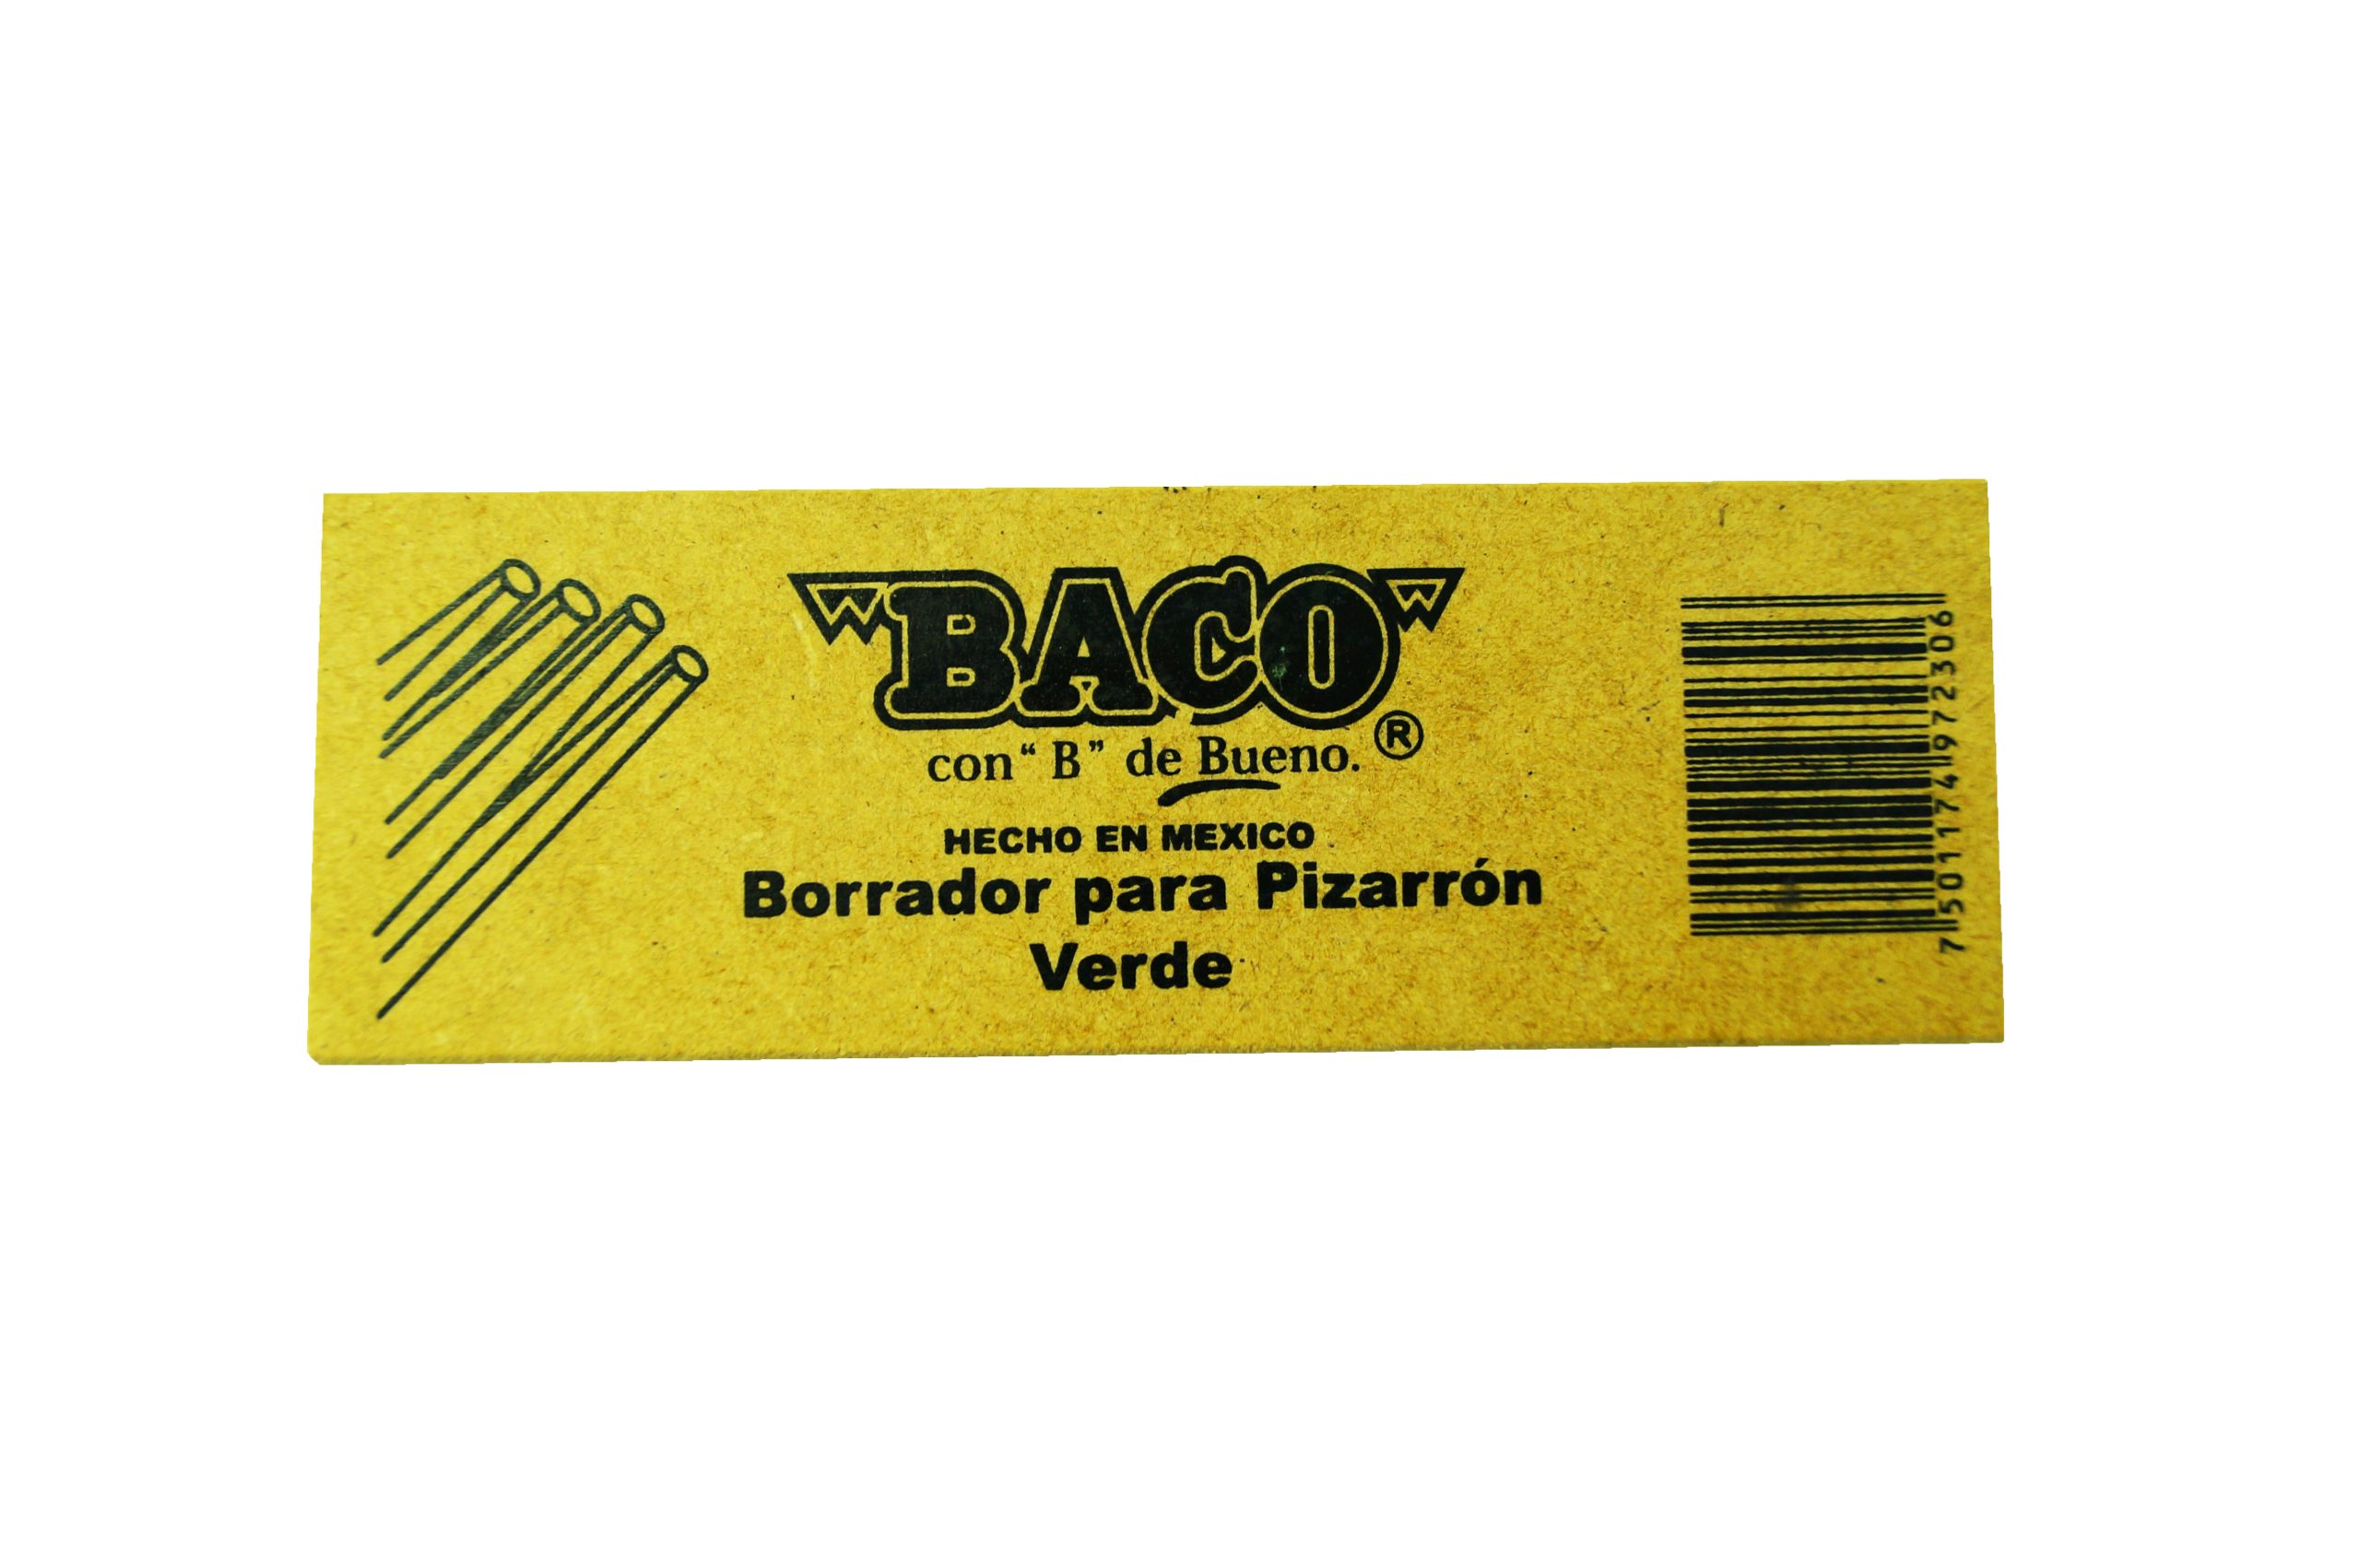 BACO
con " B " de Bueno. ®
HECHO EN MEXICO
Borrador para Pizarrón
Verde
7501174972306